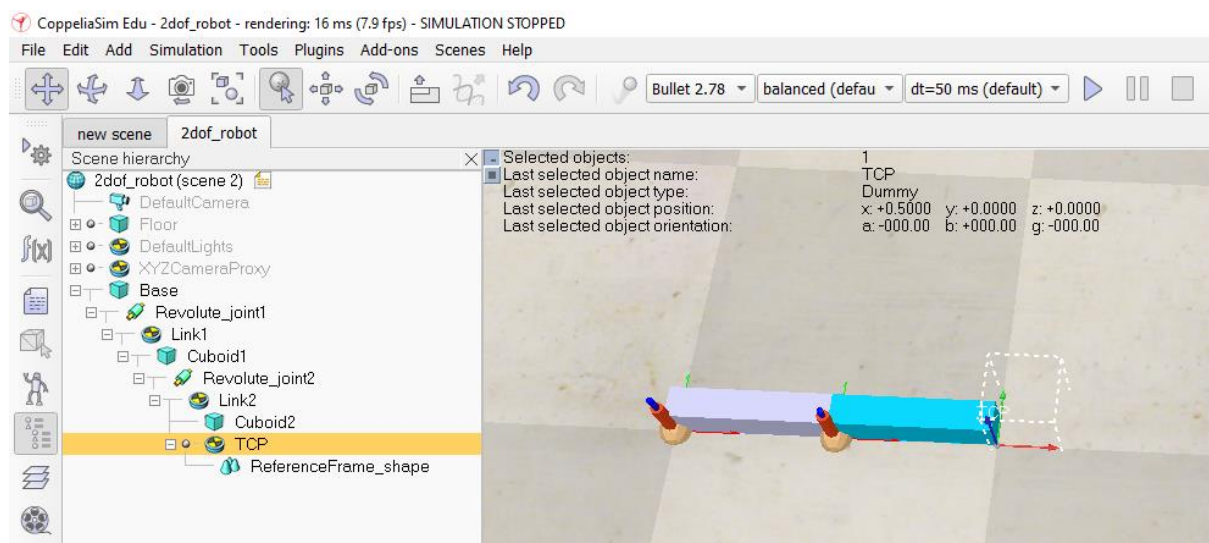 CoppeliaSim Edu - 2dof_robot - rendering: 16 ms (7.9 fps) - SIMULATION STOPPED
File Edit Add Simulation Tools Plugins Add-ons Scenes Help
Bullet 2.78 balanced (defau dt=50 ms (default)
new scene 2dof_robot
Scene hierarchy
2dof_robot (scene 2)
DefaultCamera
Floor
DefaultLights
XYZCameraProxy
Base
Revolute_joint1
Link1
Cuboid1
Revolute_joint2
Link2
Cuboid2
TCP
ReferenceFrame_shape
f(x)
Selected objects: 1
Last selected object name: TCP
Last selected object type: Dummy
Last selected object position: x: +0.5000 y: +0.0000 z: +0.0000
Last selected object orientation: a: -000.00 b: +000.00 g: -000.00
TCP